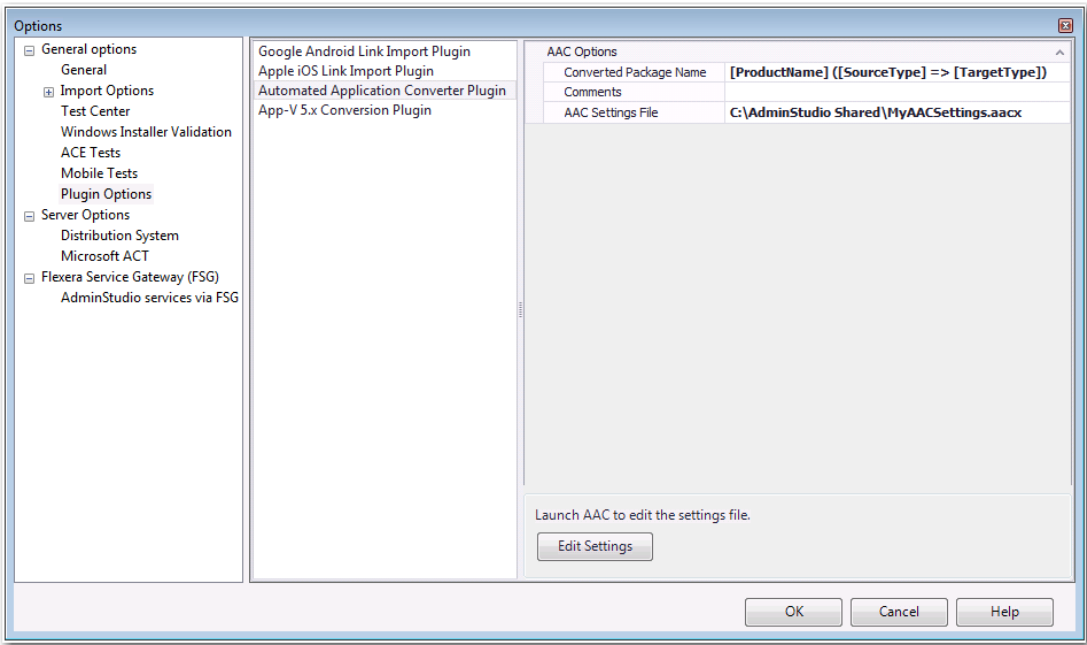 Options
General options
General
Import Options
Test Center
Windows Installer Validation
ACE Tests
Mobile Tests
Plugin Options
Server Options
Distribution System
Microsoft ACT
Flexera Service Gateway (FSG)
AdminStudio services via FSG
Google Android Link Import Plugin
Apple iOS Link Import Plugin
Automated Application Converter Plugin
App-V 5.x Conversion Plugin
AAC Options
Converted Package Name [ProductName] ([SourceType] => [TargetType])
Comments
AAC Settings File C:\AdminStudio Shared\MyAACSettings.aacx
Launch AAC to edit the settings file.
Edit Settings
OK Cancel Help